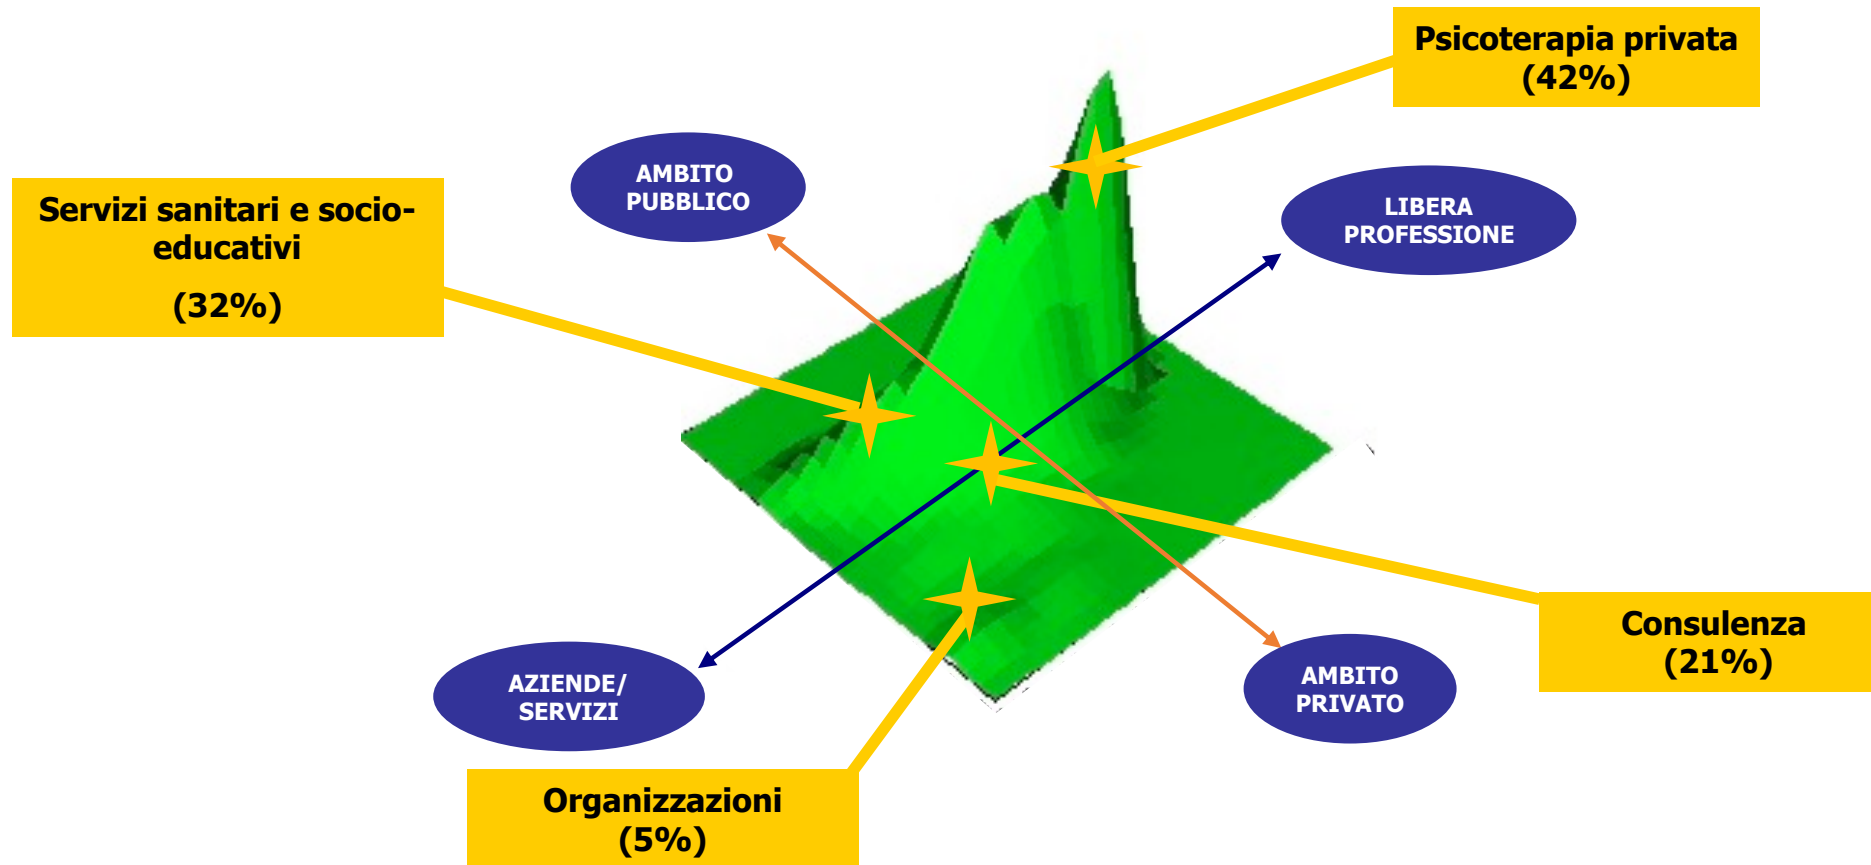 Psicoterapia privata
(42%)
AMBITO
PUBBLICO
LIBERA
PROFESSIONE
Servizi sanitari e socio-
educativi
(32%)
Consulenza
(21%)
AZIENDE/
SERVIZI
AMBITO
PRIVATO
Organizzazioni
(5%)